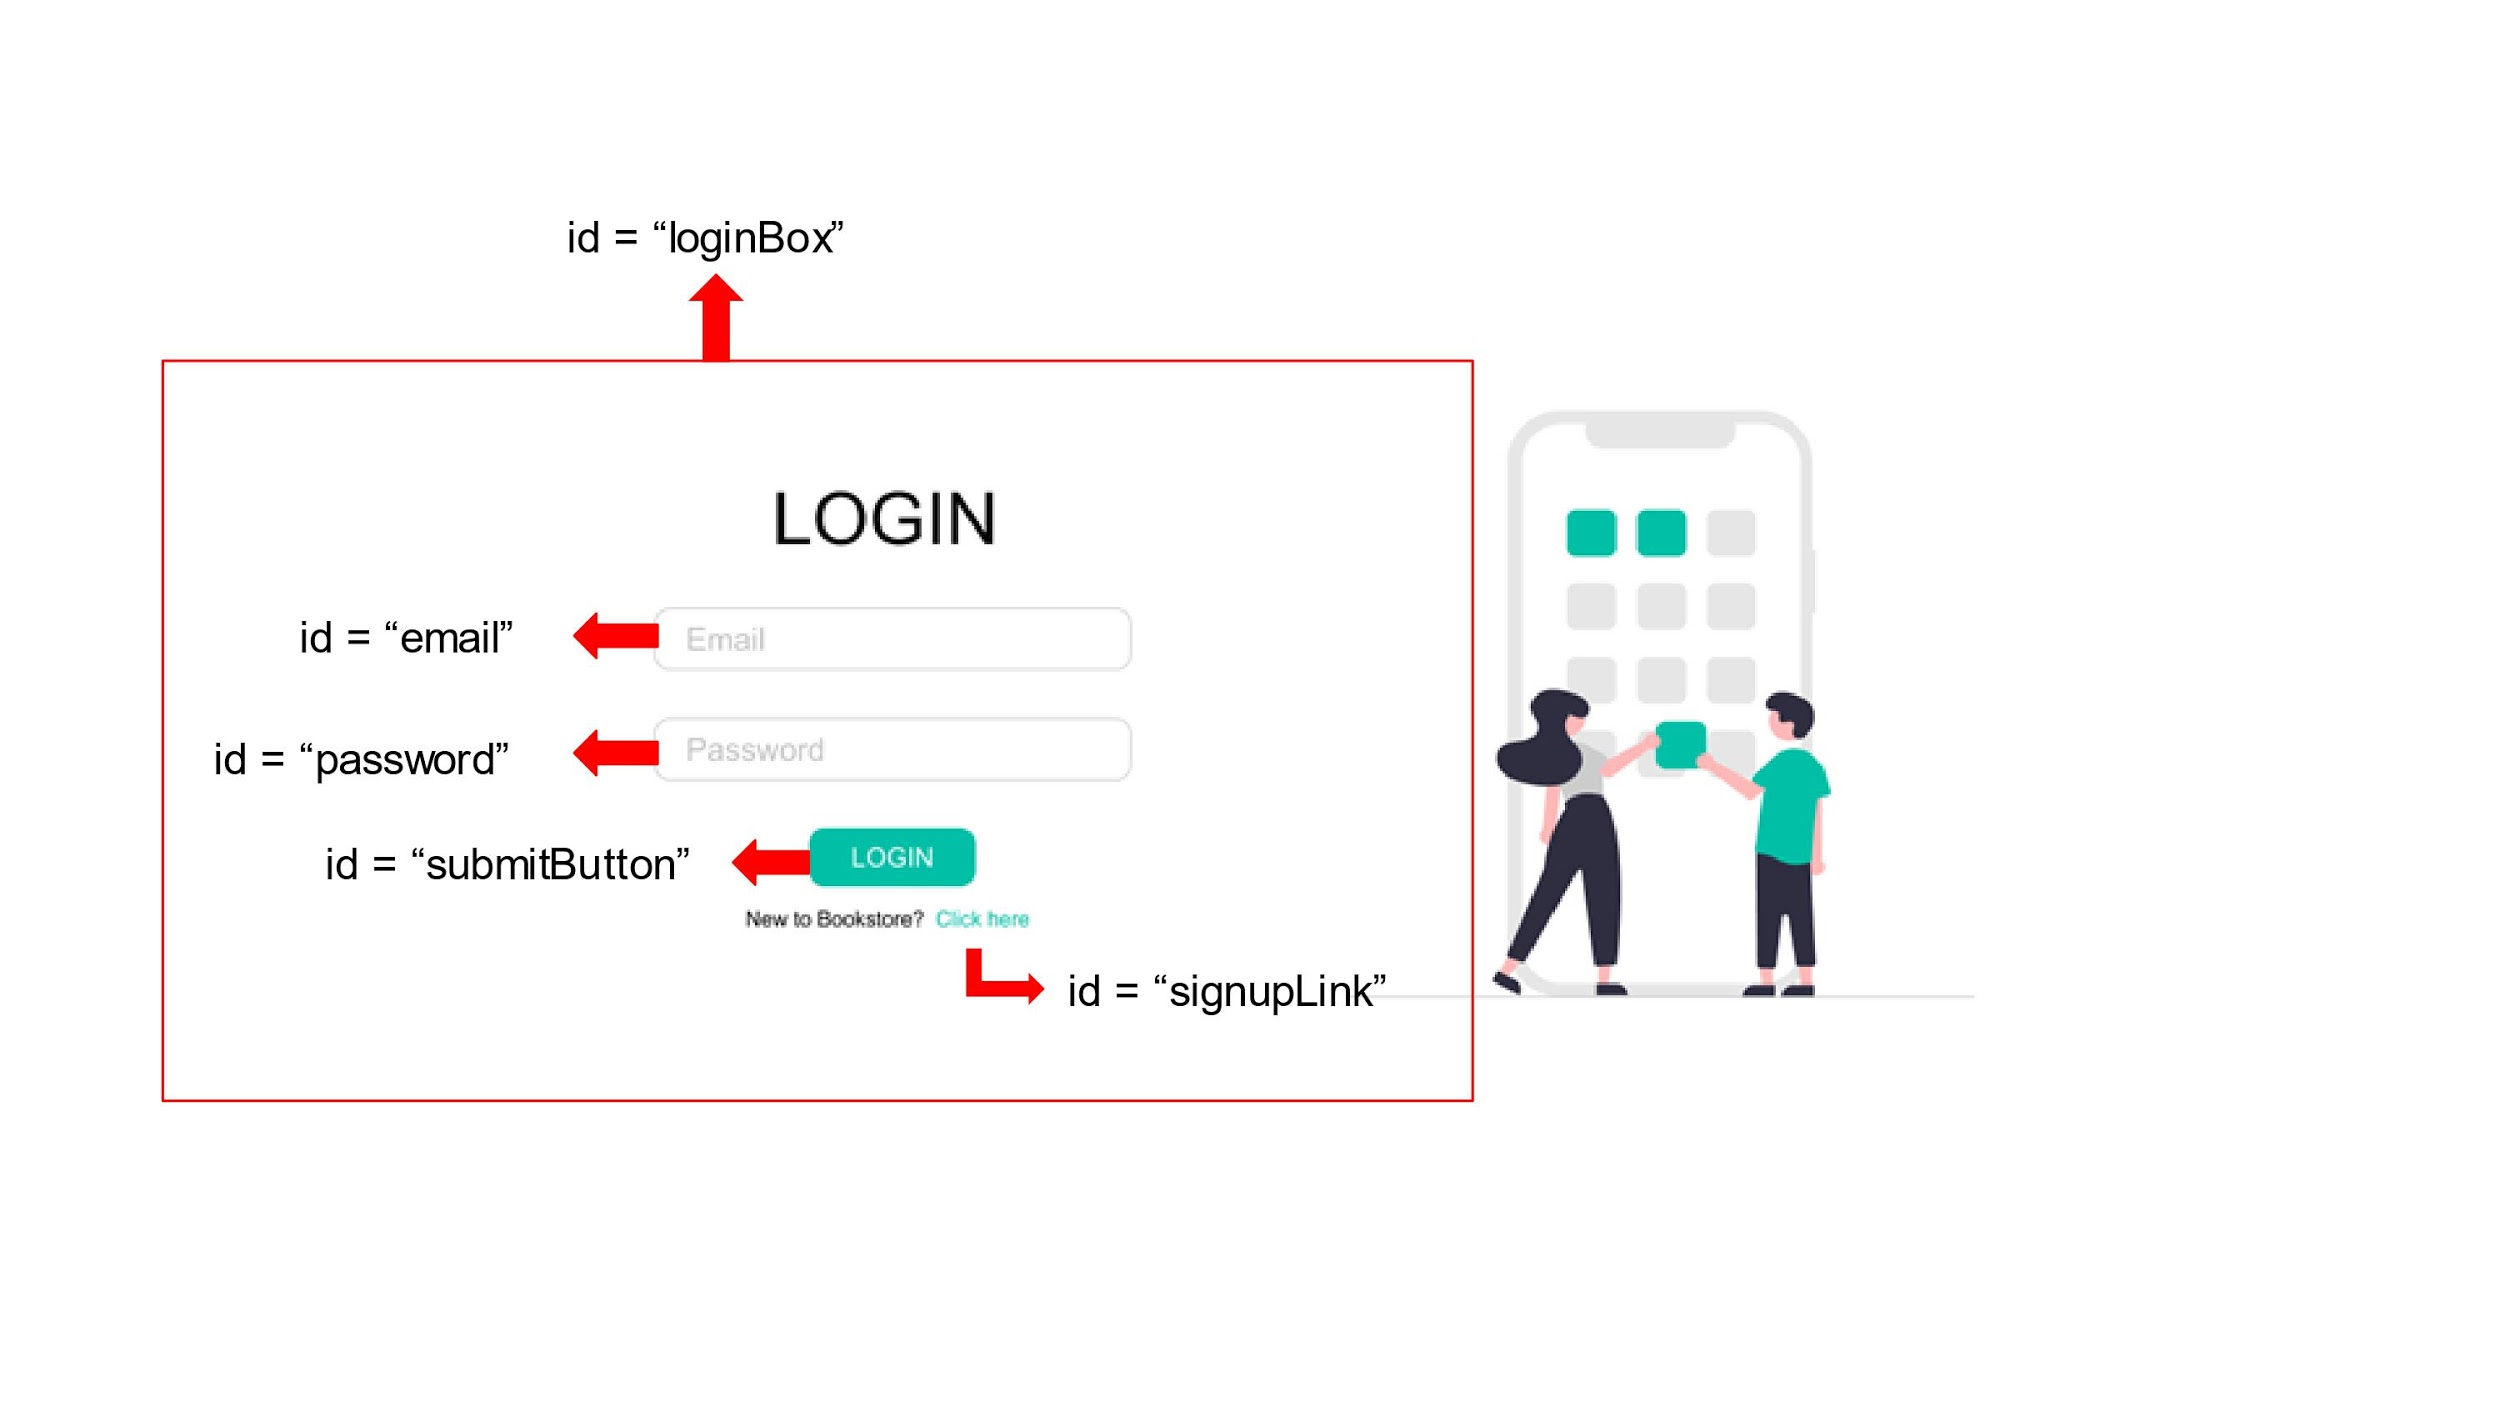 id = “loginBox”
LOGIN
id = “email”
Email
id = “password”
Password
id = “submitButton”
LOGIN
New to Bookstore? Click here
id = “signupLink”